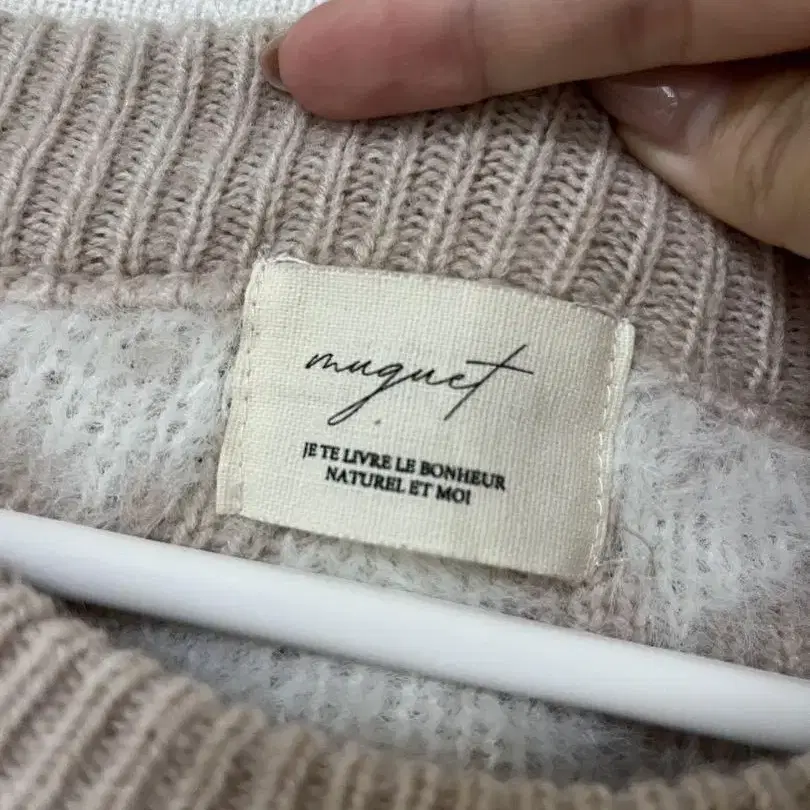 muguet
JE TE LIVRE LE BONHEUR
NATUREL ET MOI